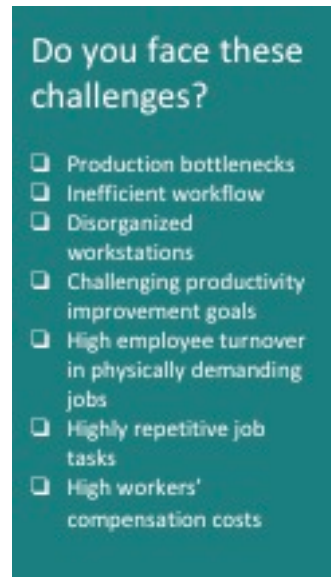 Do you face these
challenges?
❑ Production bottlenecks
❑ Inefficient workflow
❑ Disorganized
workstations
❑ Challenging productivity
improvement goals
❑ High employee turnover
in physically demanding
jobs
❑ Highly repetitive job
tasks
❑ High workers'
compensation costs